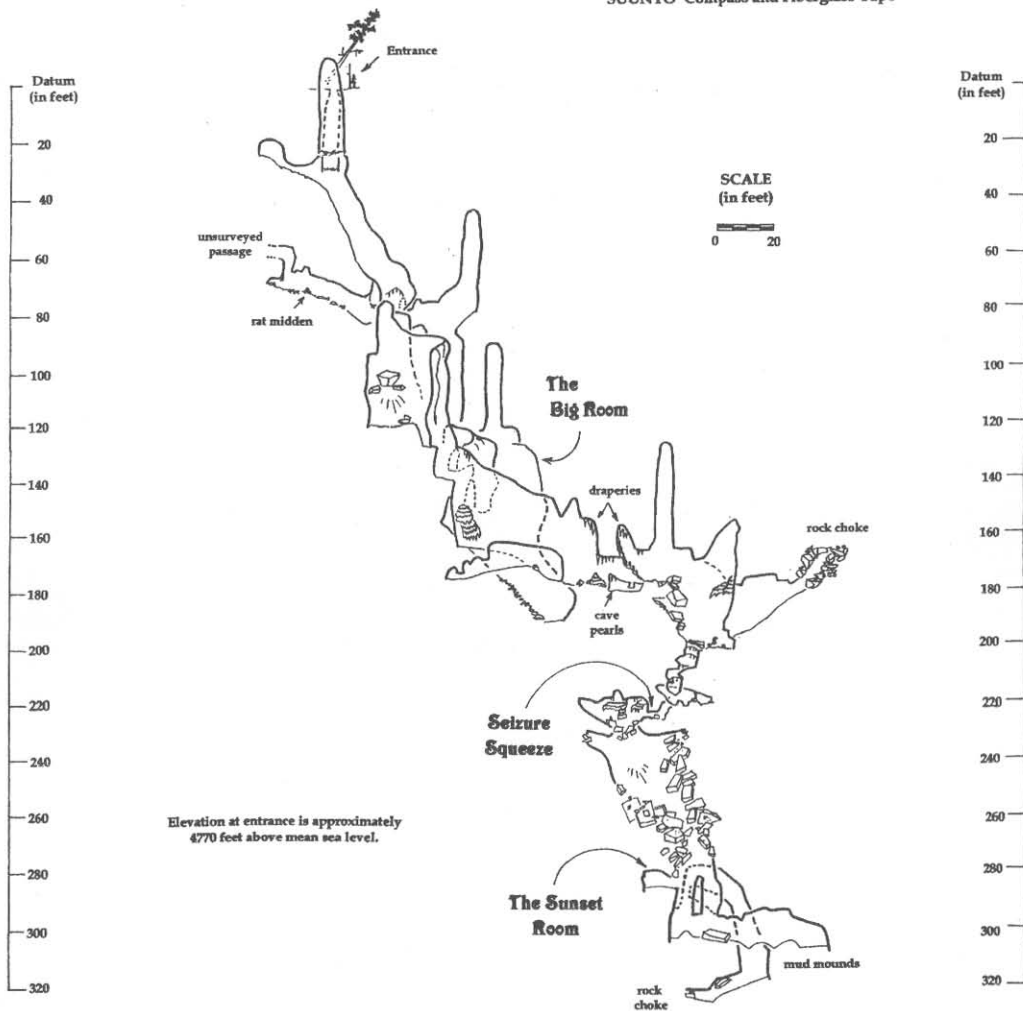 SUUNTO Compass and Fiberglass Tape
Entrance
Datum
(in feet)
20
40
60
80
100
120
140
160
180
200
220
240
260
280
300
320
Datum
(in feet)
20
40
60
80
100
120
140
160
180
200
220
240
260
280
300
320
SCALE
(in feet)
0 20
unsurveyed
passage
rat midden
The
Big Room
draperies
rock choke
cave
pearls
Seizure
Squeeze
Elevation at entrance is approximately
4770 feet above mean sea level.
The Sunset
Room
mud mounds
rock
choke